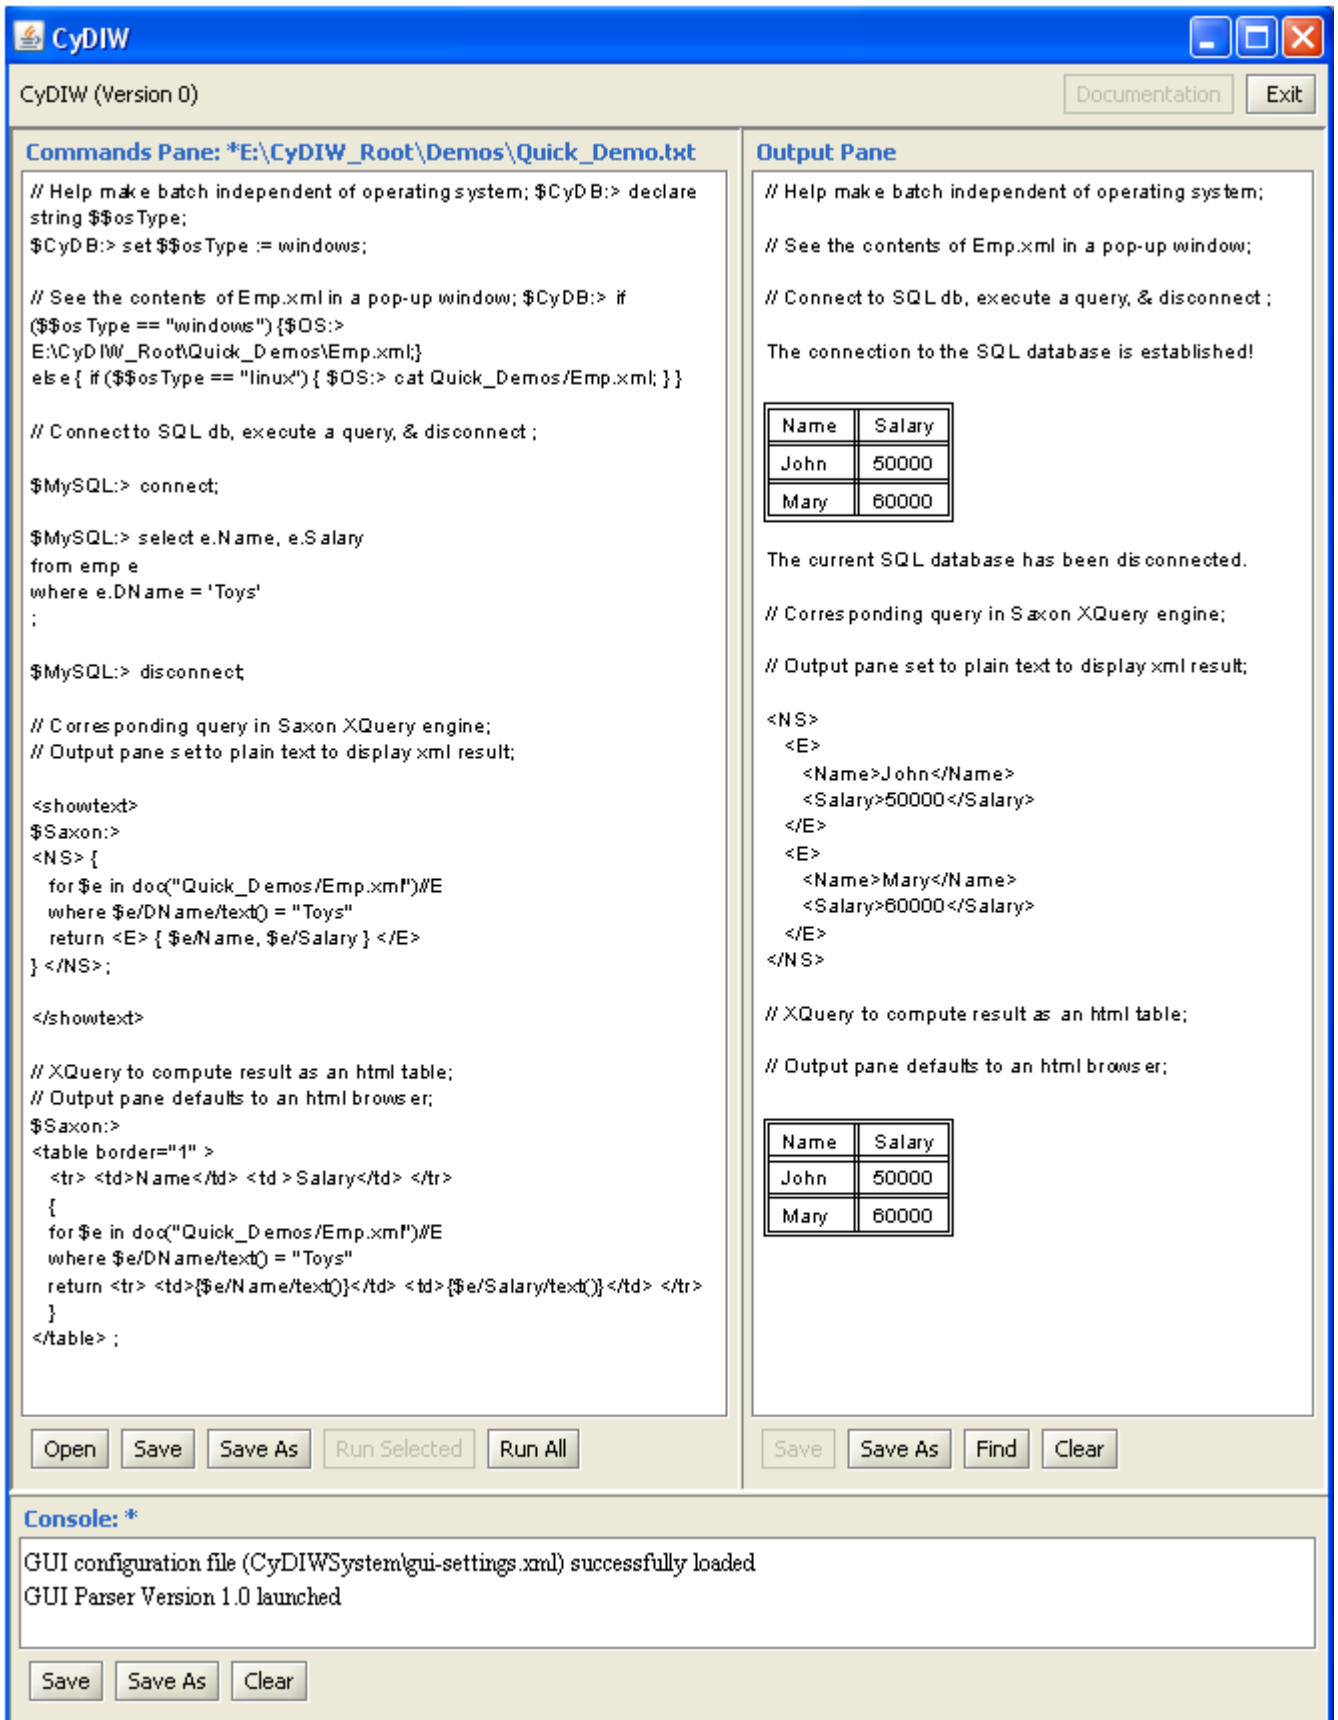 CyDIW
CyDIW (Version 0)
Documentation
Exit
Commands Pane: *E:\CyDIW_Root\Demos\Quick_Demo.txt
// Help make batch independent of operating system; $CyDB:> declare
string $$osType;
$CyDB:> set $$osType := windows;
// See the contents of Emp.xml in a pop-up window; $CyDB:> if
($$osType == "windows") {$OS:>
E:\CyDIW_Root\Quick_Demos\Emp.xml;}
else { if ($$osType == "linux") { $OS:> cat Quick_Demos/Emp.xml; } }
// Connect to SQL db, execute a query, & disconnect ;
$MySQL:> connect;
$MySQL:> select e.Name, e.Salary
from emp e
where e.DName = 'Toys'
;
$MySQL:> disconnect;
// Corresponding query in Saxon XQuery engine;
// Output pane set to plain text to display xml result;
<showtext>
$Saxon:>
<NS> {
for $e in doc("Quick_Demos/Emp.xml")//E
where $e/DName/text() = "Toys"
return <E> { $e/Name, $e/Salary } </E>
} </NS> ;
</showtext>
// XQuery to compute result as an html table;
// Output pane defaults to an html browser;
$Saxon:>
<table border="1" >
<tr> <td>Name</td> <td >Salary</td> </tr>
{
for $e in doc("Quick_Demos/Emp.xml")//E
where $e/DName/text() = "Toys"
return <tr> <td>{$e/Name/text()}</td> <td>{$e/Salary/text()}</td> </tr>
}
</table> ;
Open
Save
Save As
Run Selected
Run All
Output Pane
// Help make batch independent of operating system;
// See the contents of Emp.xml in a pop-up window;
// Connect to SQL db, execute a query, & disconnect ;
The connection to the SQL database is established!
Name Salary
John 50000
Mary 60000
The current SQL database has been disconnected.
// Corresponding query in Saxon XQuery engine;
// Output pane set to plain text to display xml result;
<NS>
<E>
<Name>John</Name>
<Salary>50000</Salary>
</E>
<E>
<Name>Mary</Name>
<Salary>60000</Salary>
</E>
</NS>
// XQuery to compute result as an html table;
// Output pane defaults to an html browser;
Name Salary
John 50000
Mary 60000
Save
Save As
Find
Clear
Console: *
GUI configuration file (CyDIWSystem\gui-settings.xml) successfully loaded
GUI Parser Version 1.0 launched
Save
Save As
Clear